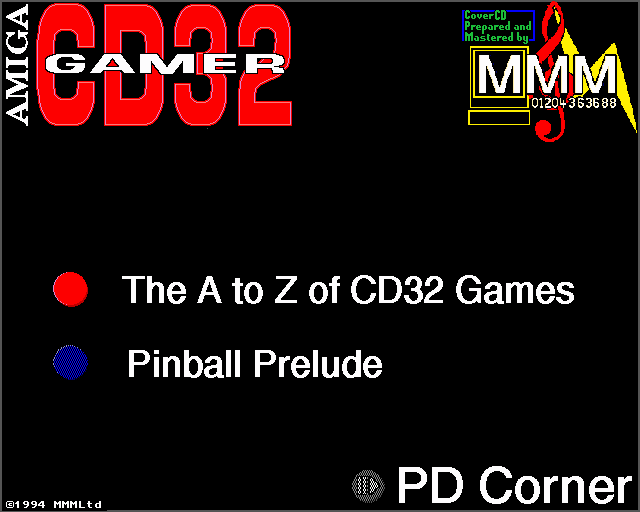 AMIGA
CD32
GAMER
CoverCD
Prepared and
Mastered by
MMM
01204363688
The A to Z of CD32 Games
Pinball Prelude
PD Corner
©1994 MMMLtd